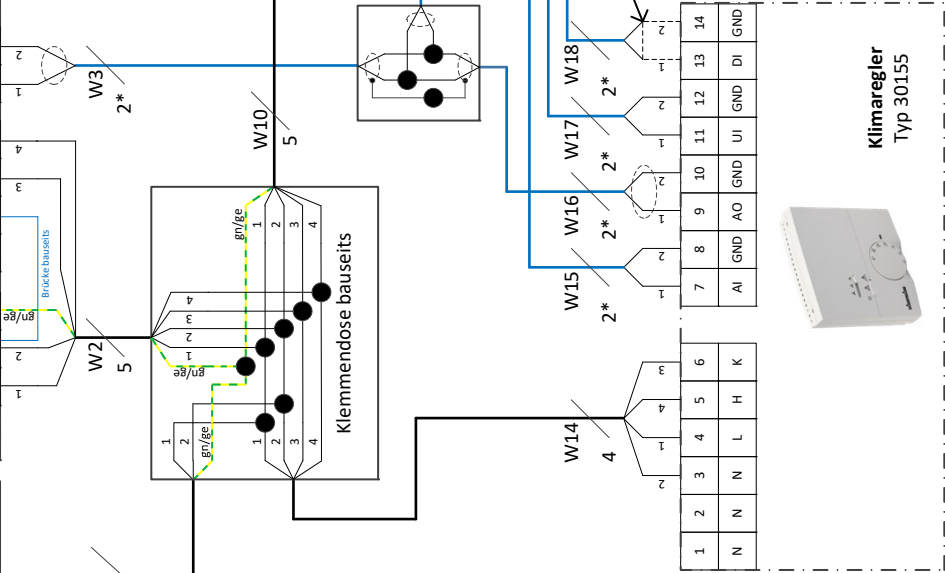 2
1
W3
2*
4
3
Brücke bauseits
gn/ge
2
1
W2
5
W10
5
gn/ge
1
2
3
4
4
3
2
1
gn/ge
1
2
gn/ge
1
2
3
4
Klemmendose bauseits
W18
2*
2
1
W17
2*
2
1
W16
2*
2
1
W15
2*
2
1
W14
4
3
4
1
2
14 GND
13 DI
12 GND
11 UI
10 GND
9 AO
8 GND
7 AI
6 K
5 H
4 L
3 N
2 N
1 N
Klimaregler
Typ 30155